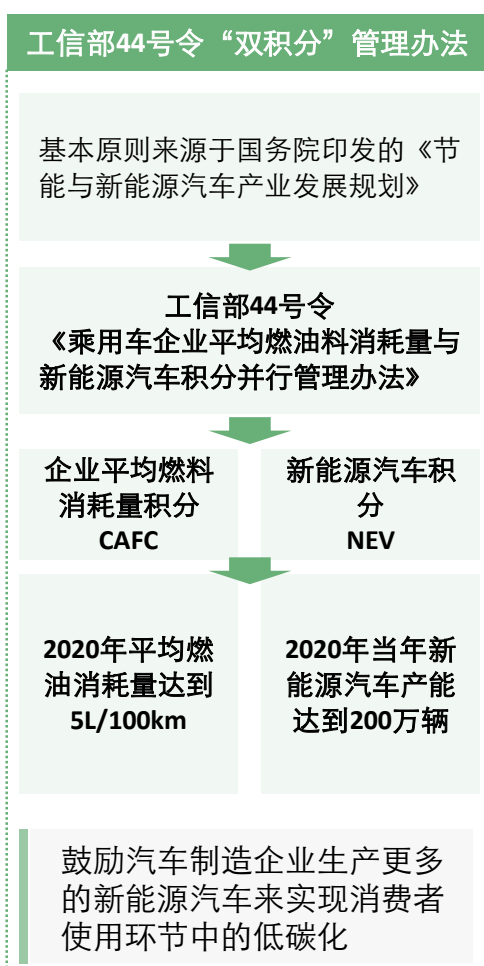 工信部44号令“双积分”管理办法
基本原则来源于国务院印发的《节
能与新能源汽车产业发展规划》
工信部44号令
《乘用车企业平均燃油料消耗量与
新能源汽车积分并行管理办法》
企业平均燃料
消耗量积分
CAFC
新能源汽车积
分
NEV
2020年平均燃
油消耗量达到
5L/100km
2020年当年新
能源汽车产能
达到200万辆
鼓励汽车制造企业生产更多
的新能源汽车来实现消费者
使用环节中的低碳化